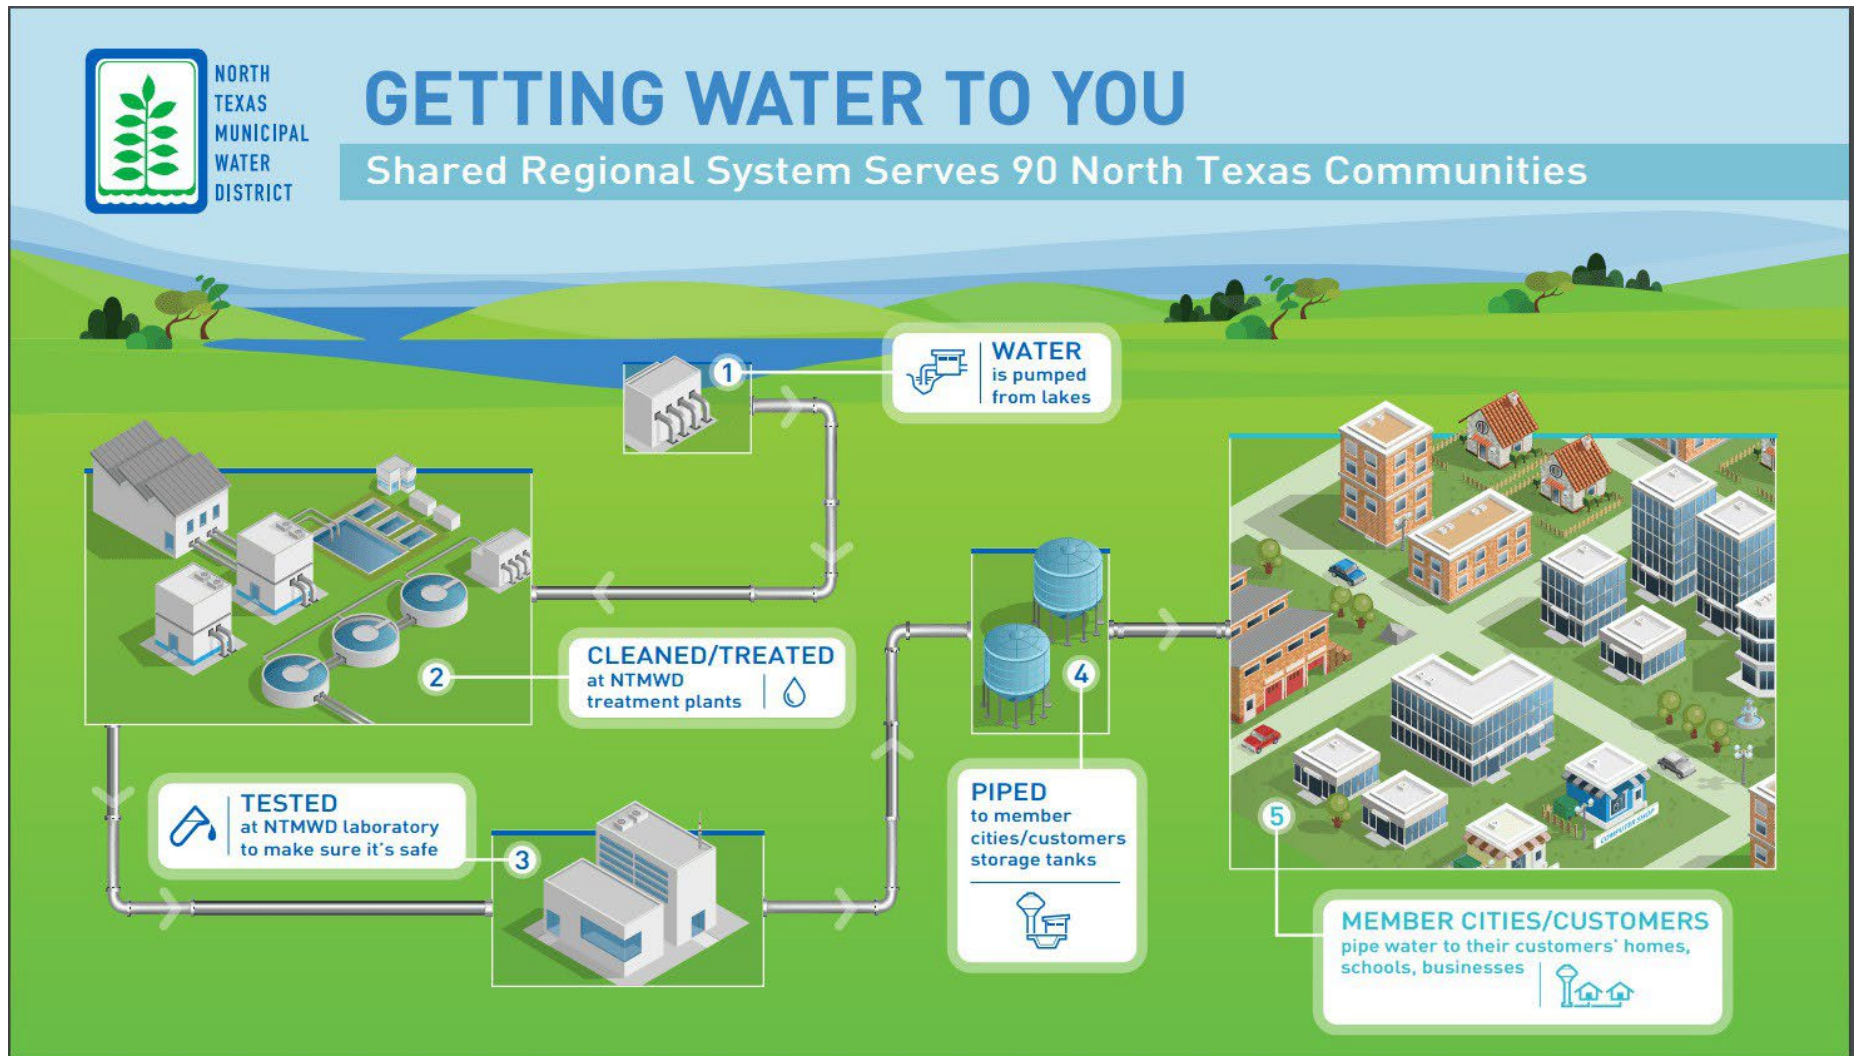 NORTH
TEXAS
MUNICIPAL
WATER
DISTRICT
GETTING WATER TO YOU
Shared Regional System Serves 90 North Texas Communities
1
WATER
is pumped
from lakes
2
CLEANED/TREATED
at NTMWD
treatment plants
TESTED
at NTMWD laboratory
to make sure it's safe
3
4
PIPED
to member
cities/customers
storage tanks
5
COMPUTER SHOP
MEMBER CITIES/CUSTOMERS
pipe water to their customers' homes,
schools, businesses